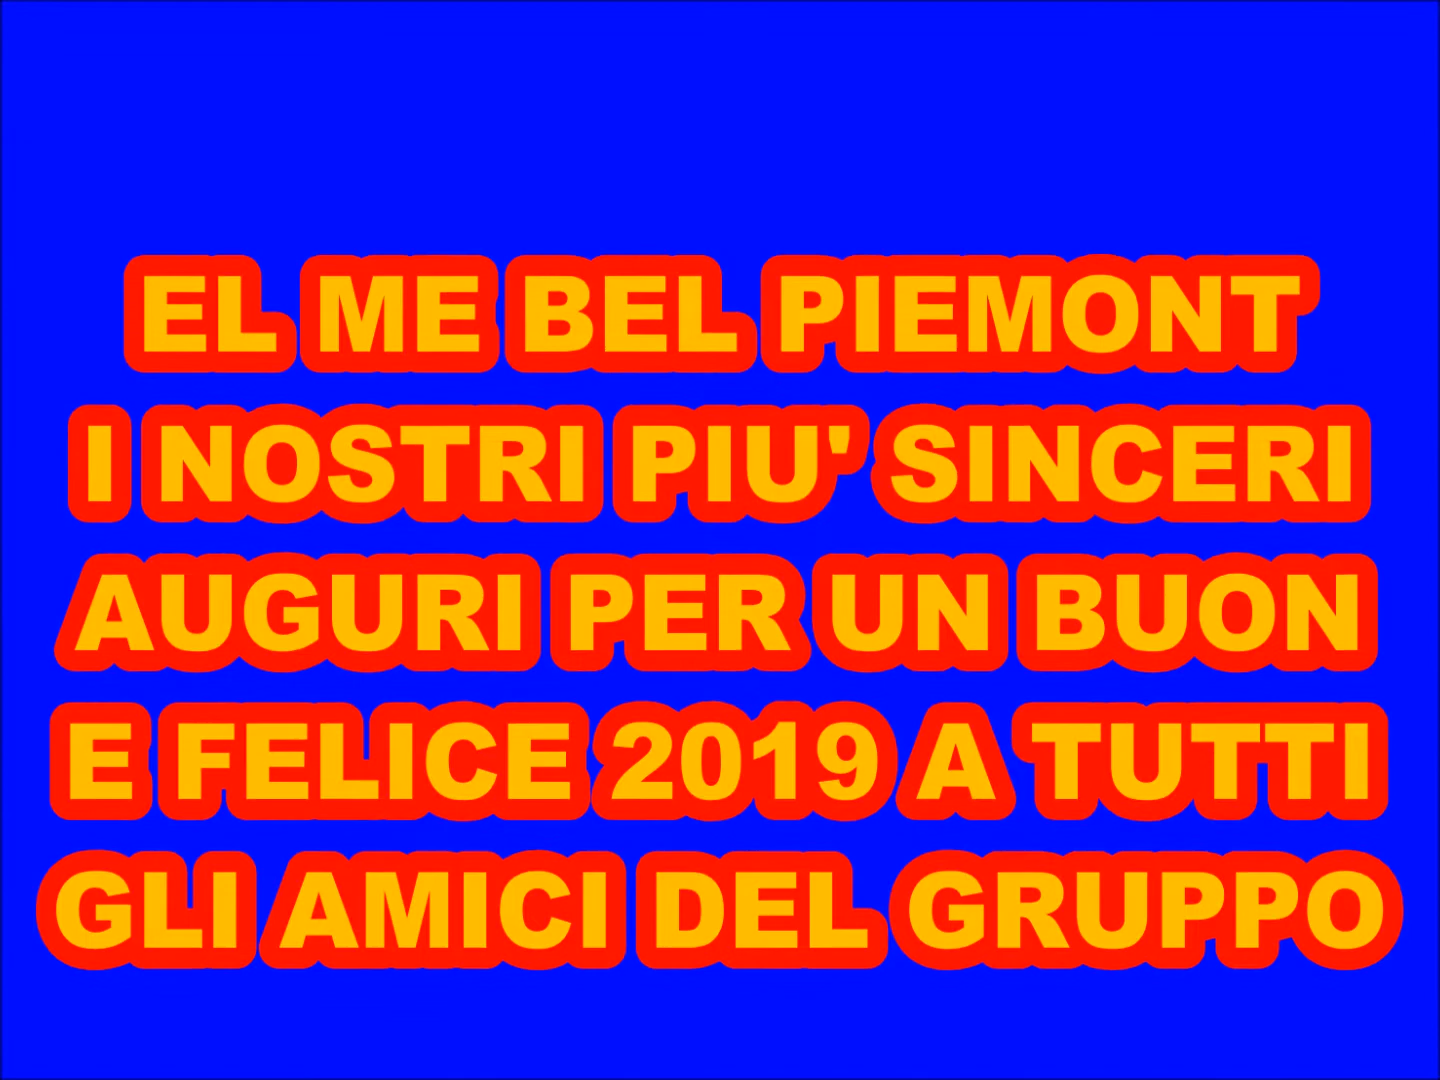 EL ME BEL PIEMONT
I NOSTRI PIU' SINCERI
AUGURI PER UN BUON
E FELICE 2019 A TUTTI
GLI AMICI DEL GRUPPO